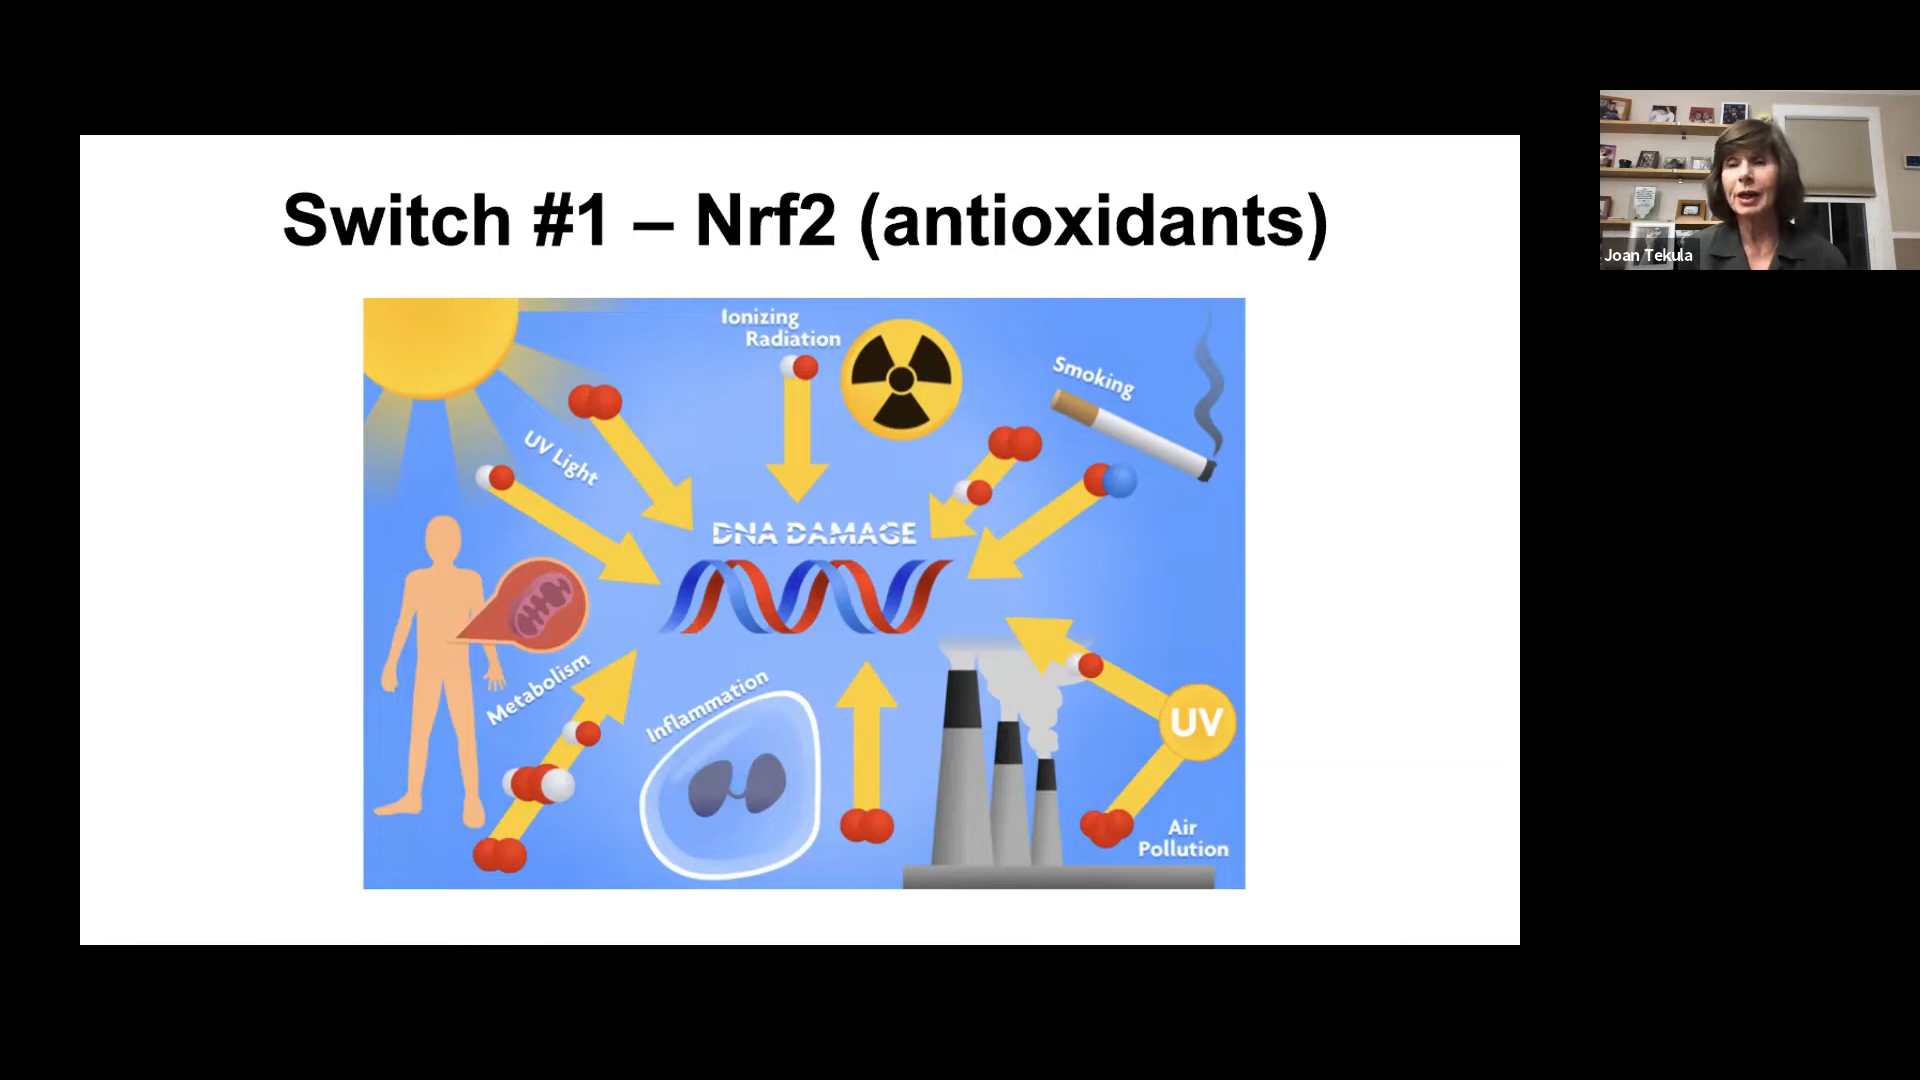 Switch #1 – Nrf2 (antioxidants)
Ionizing
Radiation
Smoking
UV Light
DNA DAMAGE
Metabolism
Inflammation
UV
Air
Pollution
Joan Tekula